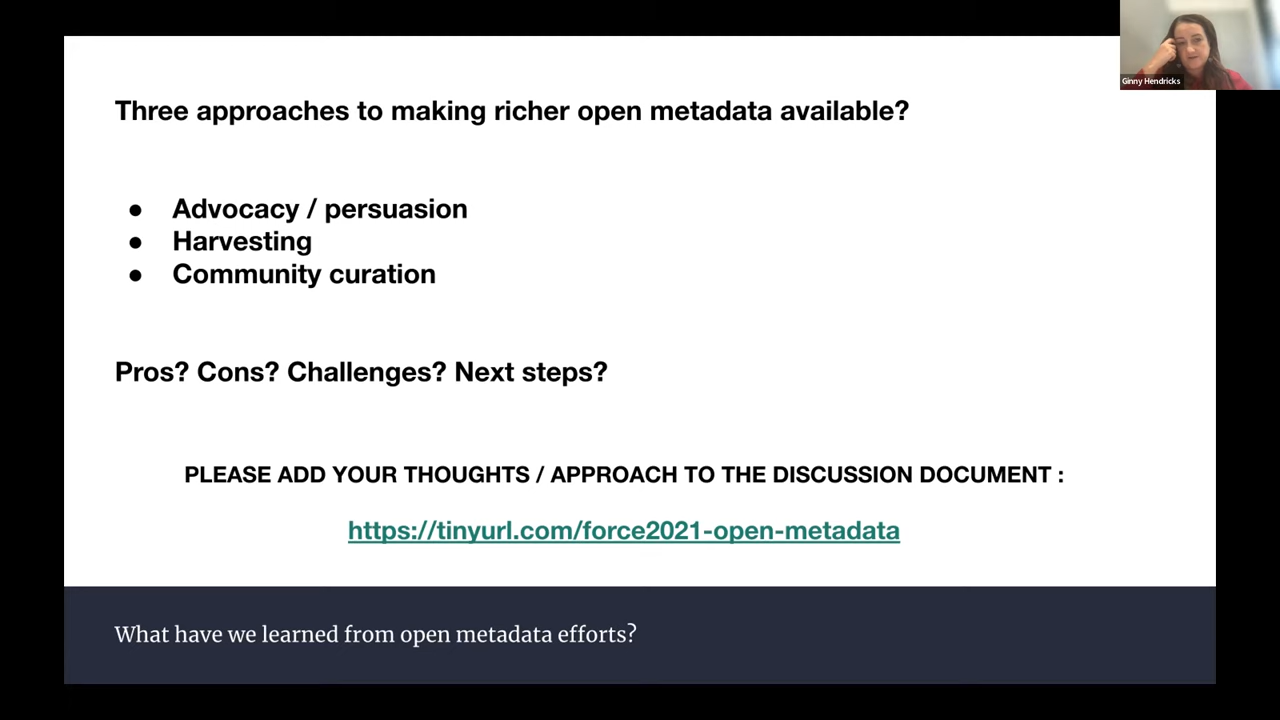 Ginny Hendricks
Three approaches to making richer open metadata available?
● Advocacy / persuasion
● Harvesting
● Community curation
Pros? Cons? Challenges? Next steps?
PLEASE ADD YOUR THOUGHTS / APPROACH TO THE DISCUSSION DOCUMENT :
https://tinyurl.com/force2021-open-metadata
What have we learned from open metadata efforts?